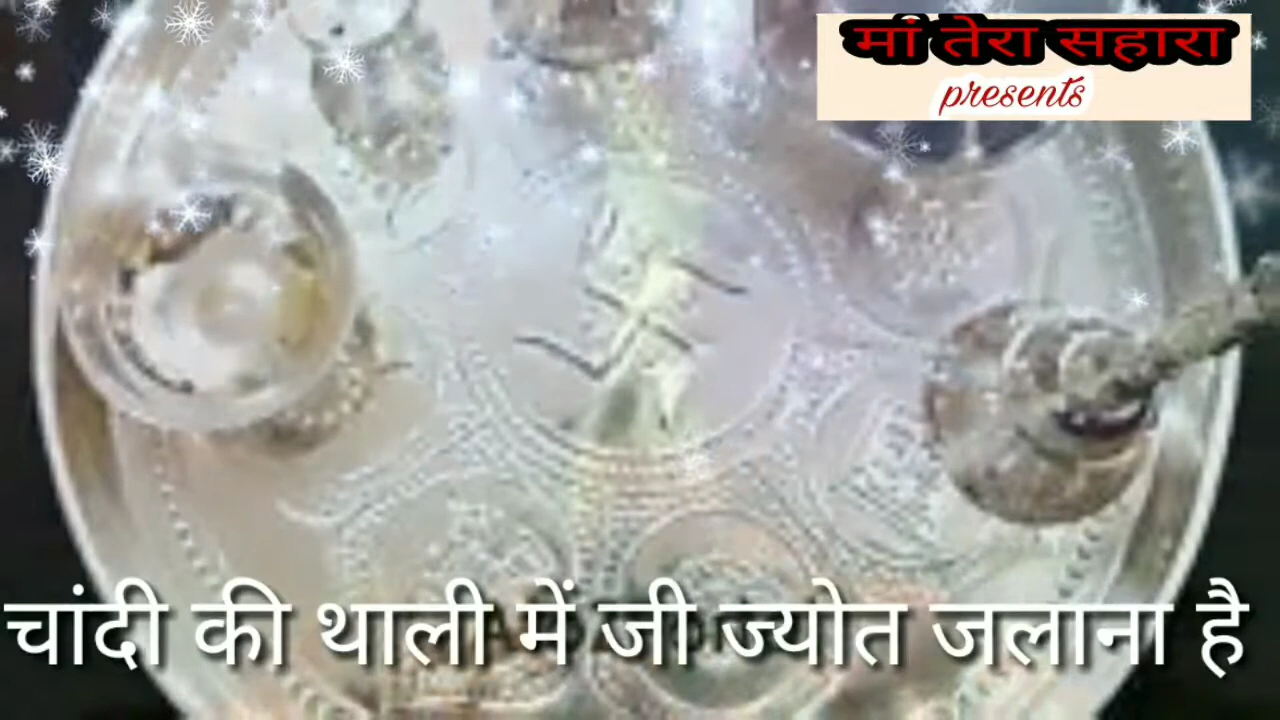 मां तेरा सहारा
presents
चांदी की थाली में जी ज्योत जलाना है